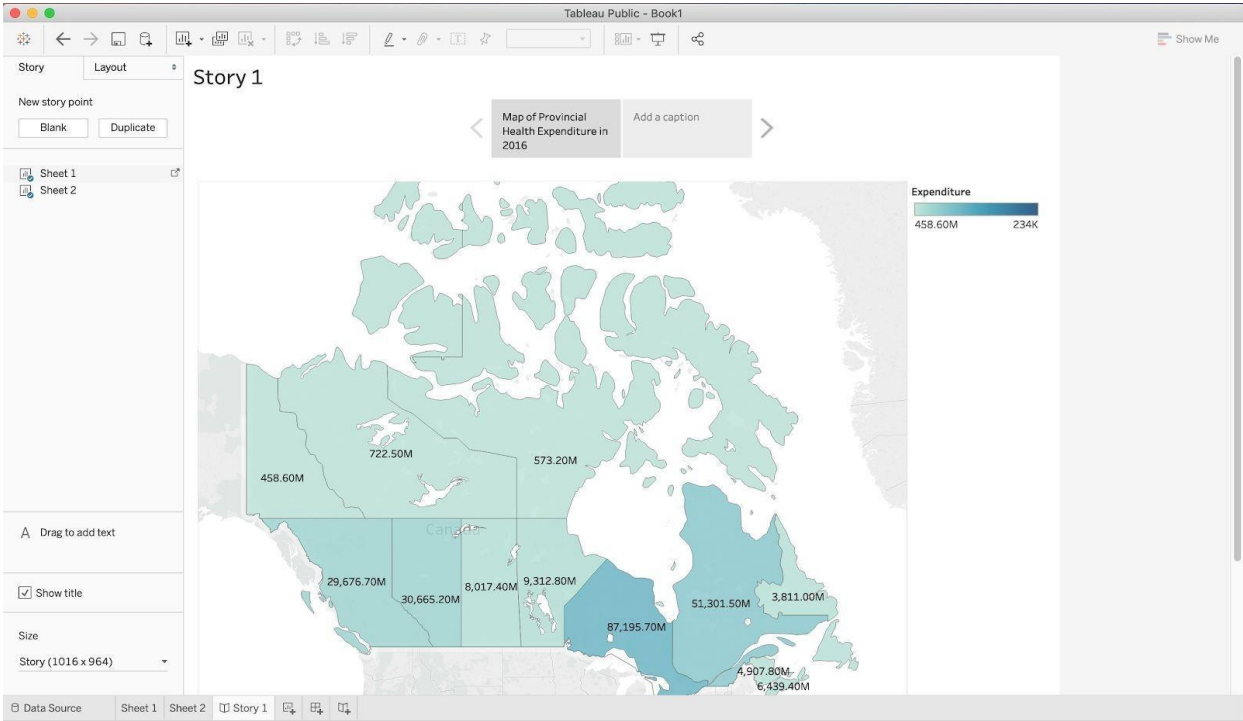 Tableau Public - Book1
Show Me
Story Layout
Story 1
New story point
Blank Duplicate
Map of Provincial
Health Expenditure in
2016
Add a caption
Sheet 1
Sheet 2
Expenditure
458.60M 234K
722.50M
573.20M
458.60M
Canada
A Drag to add text
29,676.70M
30,665.20M
8,017.40M
9,312.80M
51,301.50M
3,811.00M
Show title
87,195.70M
Size
Story (1016 x 964)
4,907.80M
6,439.40M
Data Source Sheet 1 Sheet 2 Story 1